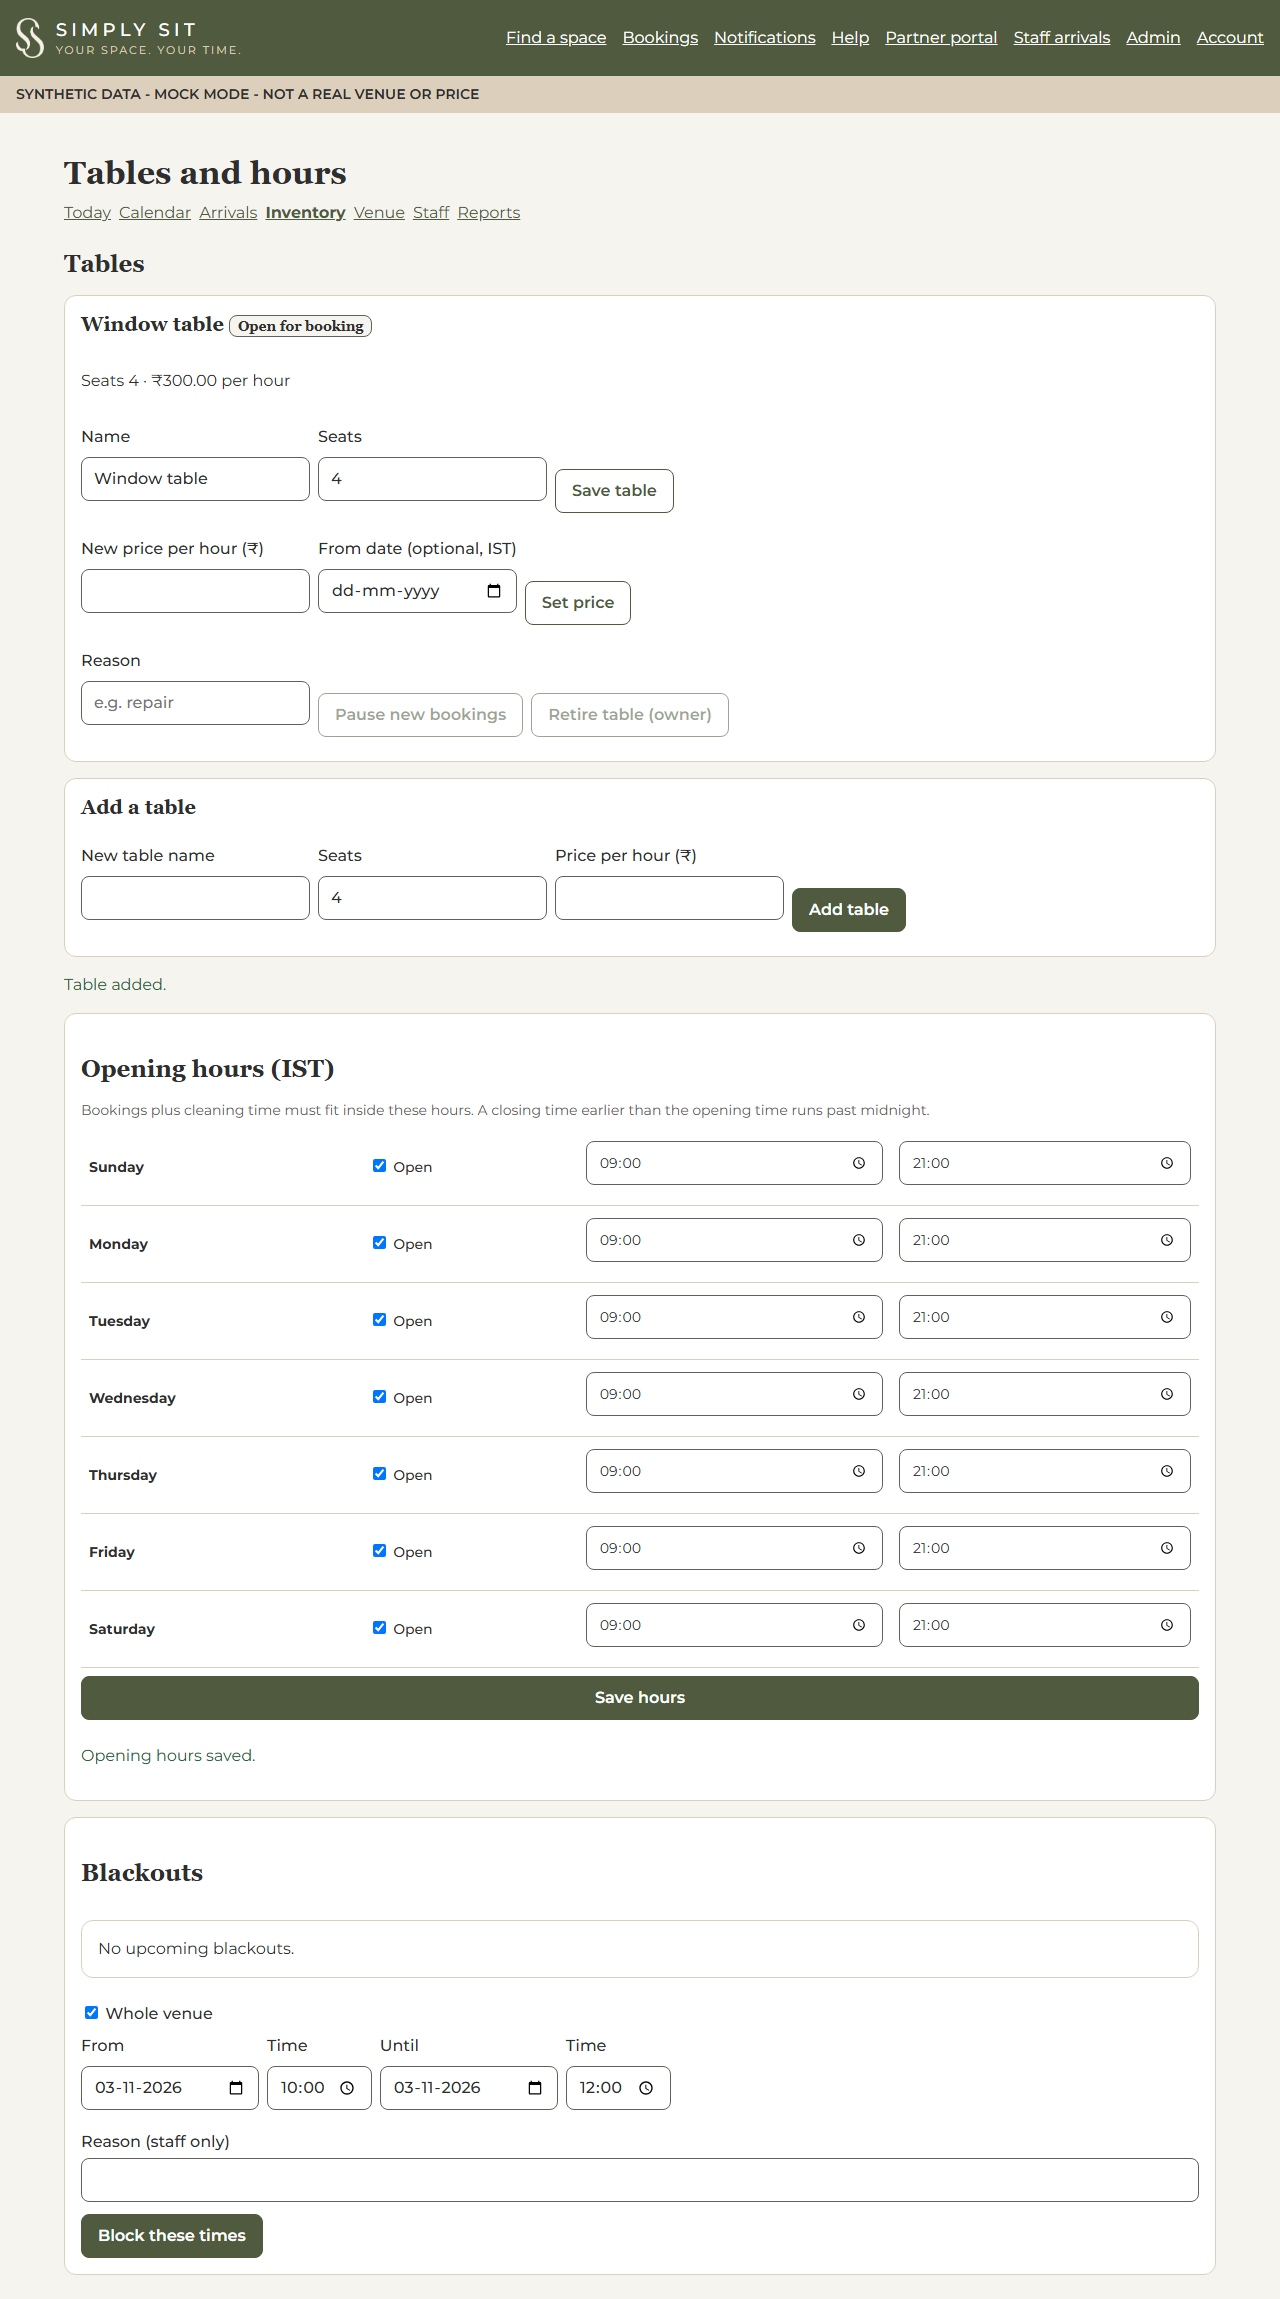 SIMPLY SIT
YOUR SPACE. YOUR TIME.
Find a space Bookings Notifications Help Partner portal Staff arrivals Admin Account
SYNTHETIC DATA - MOCK MODE - NOT A REAL VENUE OR PRICE
Tables and hours
Today Calendar Arrivals Inventory Venue Staff Reports
Tables
Window table Open for booking
Seats 4 · ₹300.00 per hour
Name Seats
Window table 4 Save table
New price per hour (₹) From date (optional, IST)
dd-mm-yyyy Set price
Reason
e.g. repair Pause new bookings Retire table (owner)
Add a table
New table name Seats Price per hour (₹)
4 Add table
Table added.
Opening hours (IST)
Bookings plus cleaning time must fit inside these hours. A closing time earlier than the opening time runs past midnight.
Sunday Open 09:00 21:00
Monday Open 09:00 21:00
Tuesday Open 09:00 21:00
Wednesday Open 09:00 21:00
Thursday Open 09:00 21:00
Friday Open 09:00 21:00
Saturday Open 09:00 21:00
Save hours
Opening hours saved.
Blackouts
No upcoming blackouts.
Whole venue
From Time Until Time
03-11-2026 10:00 03-11-2026 12:00
Reason (staff only)
Block these times